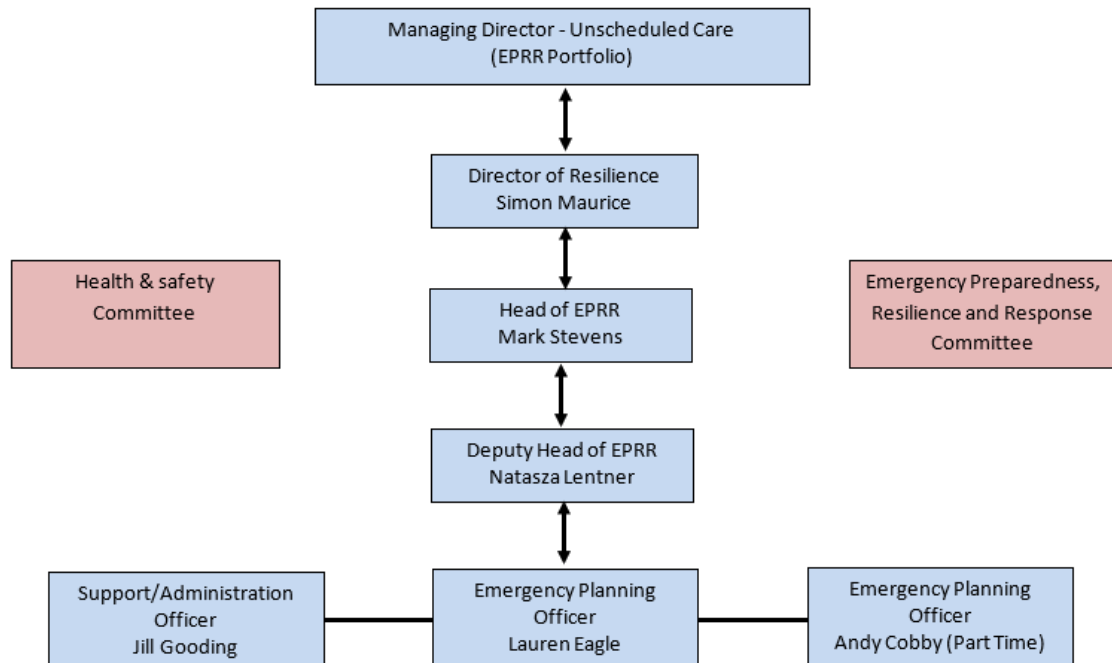 Managing Director - Unscheduled Care
(EPRR Portfolio)
Director of Resilience
Simon Maurice
Health & safety
Committee
Head of EPRR
Mark Stevens
Emergency Preparedness,
Resilience and Response
Committee
Deputy Head of EPRR
Natasza Lentner
Support/Administration
Officer
Jill Gooding
Emergency Planning
Officer
Lauren Eagle
Emergency Planning
Officer
Andy Cobby (Part Time)